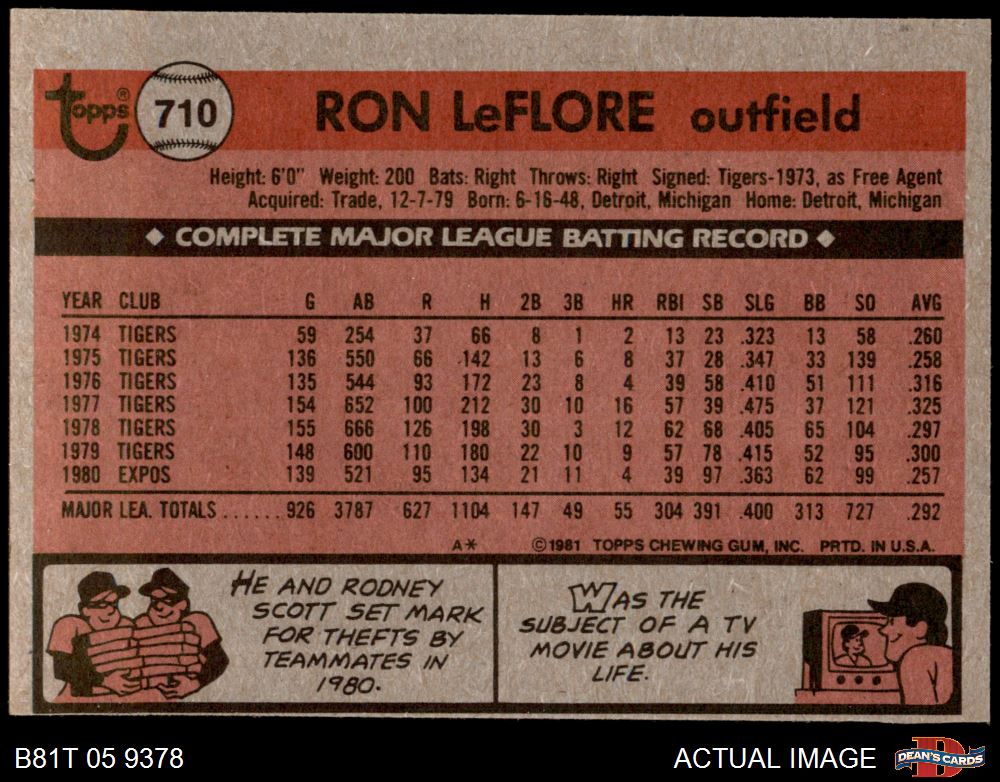 Topps® 710 RON LeFLORE outfield
Height: 6'0" Weight: 200 Bats: Right Throws: Right Signed: Tigers-1973, as Free Agent
Acquired: Trade, 12-7-79 Born: 6-16-48, Detroit, Michigan Home: Detroit, Michigan
◆ COMPLETE MAJOR LEAGUE BATTING RECORD ◆
YEAR CLUB G AB R H 2B 3B HR RBI SB SLG BB SO AVG
1974 TIGERS 59 254 37 66 8 1 2 13 23 .323 13 58 .260
1975 TIGERS 136 550 66 142 13 6 8 37 28 .347 33 139 .258
1976 TIGERS 135 544 93 172 23 8 4 39 58 .410 51 111 .316
1977 TIGERS 154 652 100 212 30 10 16 57 39 .475 37 121 .325
1978 TIGERS 155 666 126 198 30 3 12 62 68 .405 65 104 .297
1979 TIGERS 148 600 110 180 22 10 9 57 78 .415 52 95 .300
1980 EXPOS 139 521 95 134 21 11 4 39 97 .363 62 99 .257
MAJOR LEA. TOTALS ...... 926 3787 627 1104 147 49 55 304 391 .400 313 727 .292
A* ©1981 TOPPS CHEWING GUM, INC. PRTD. IN U.S.A.
HE AND RODNEY
SCOTT SET MARK
FOR THEFTS BY
TEAMMATES IN
1980.
WAS THE
SUBJECT OF A TV
MOVIE ABOUT HIS
LIFE.
B81T 05 9378 ACTUAL IMAGE D DEAN'S CARDS